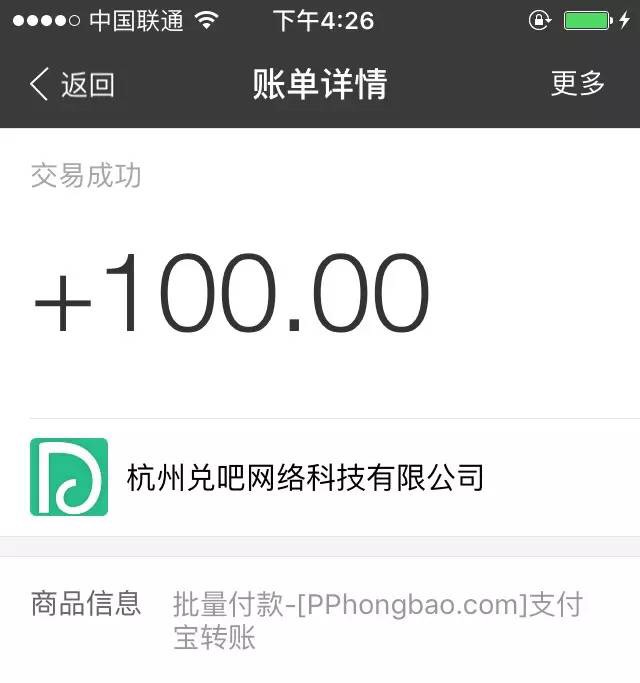 中国联通 下午4:26
返回 账单详情 更多
交易成功
+100.00
杭州兑吧网络科技有限公司
商品信息 批量付款-[PPhongbao.com]支付
宝转账